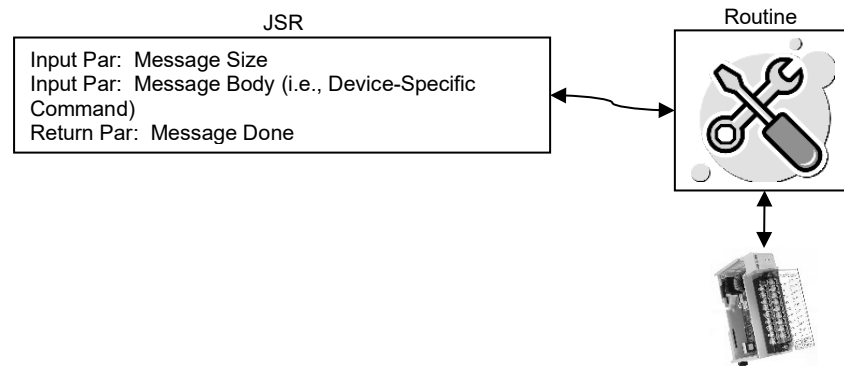 JSR
Routine
Input Par: Message Size
Input Par: Message Body (i.e., Device-Specific
Command)
Return Par: Message Done